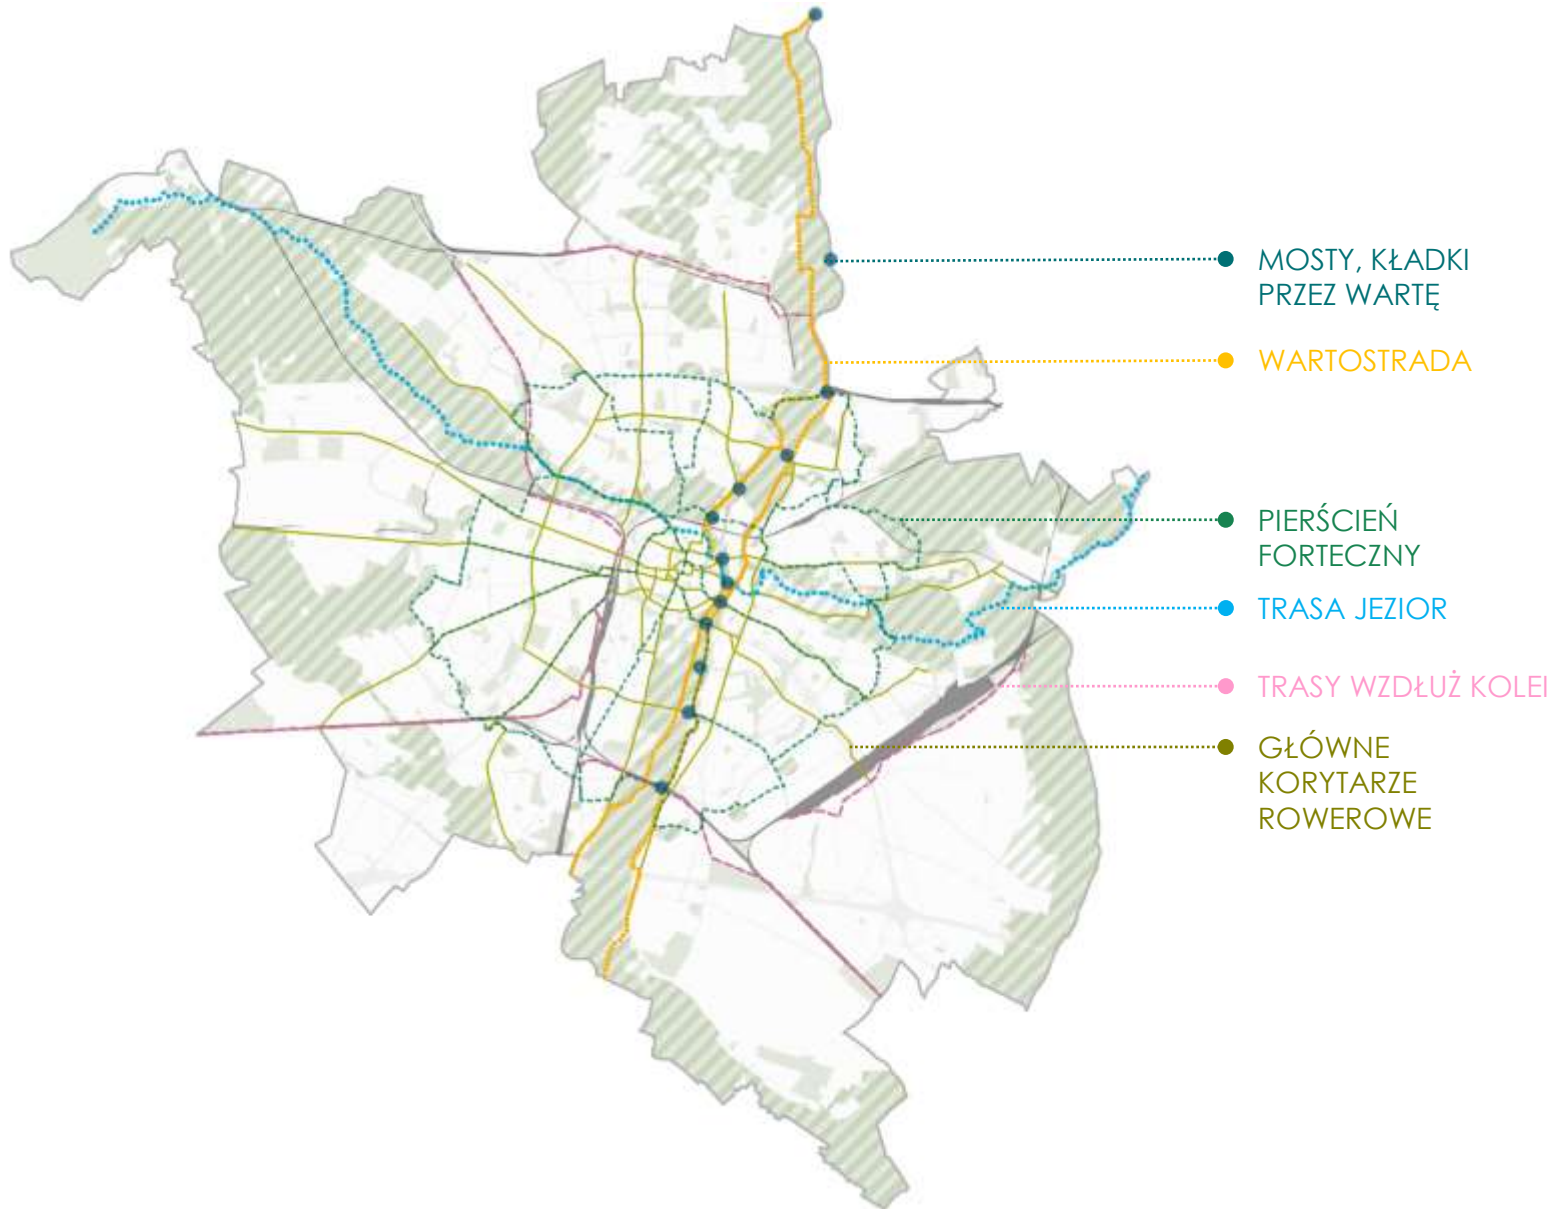 MOSTY, KŁADKI
PRZEZ WARTĘ
WARTOSTRADA
PIERŚCIEŃ
FORTECZNY
TRASA JEZIOR
TRASY WZDŁUŻ KOLEI
GŁÓWNE
KORYTARZE
ROWEROWE